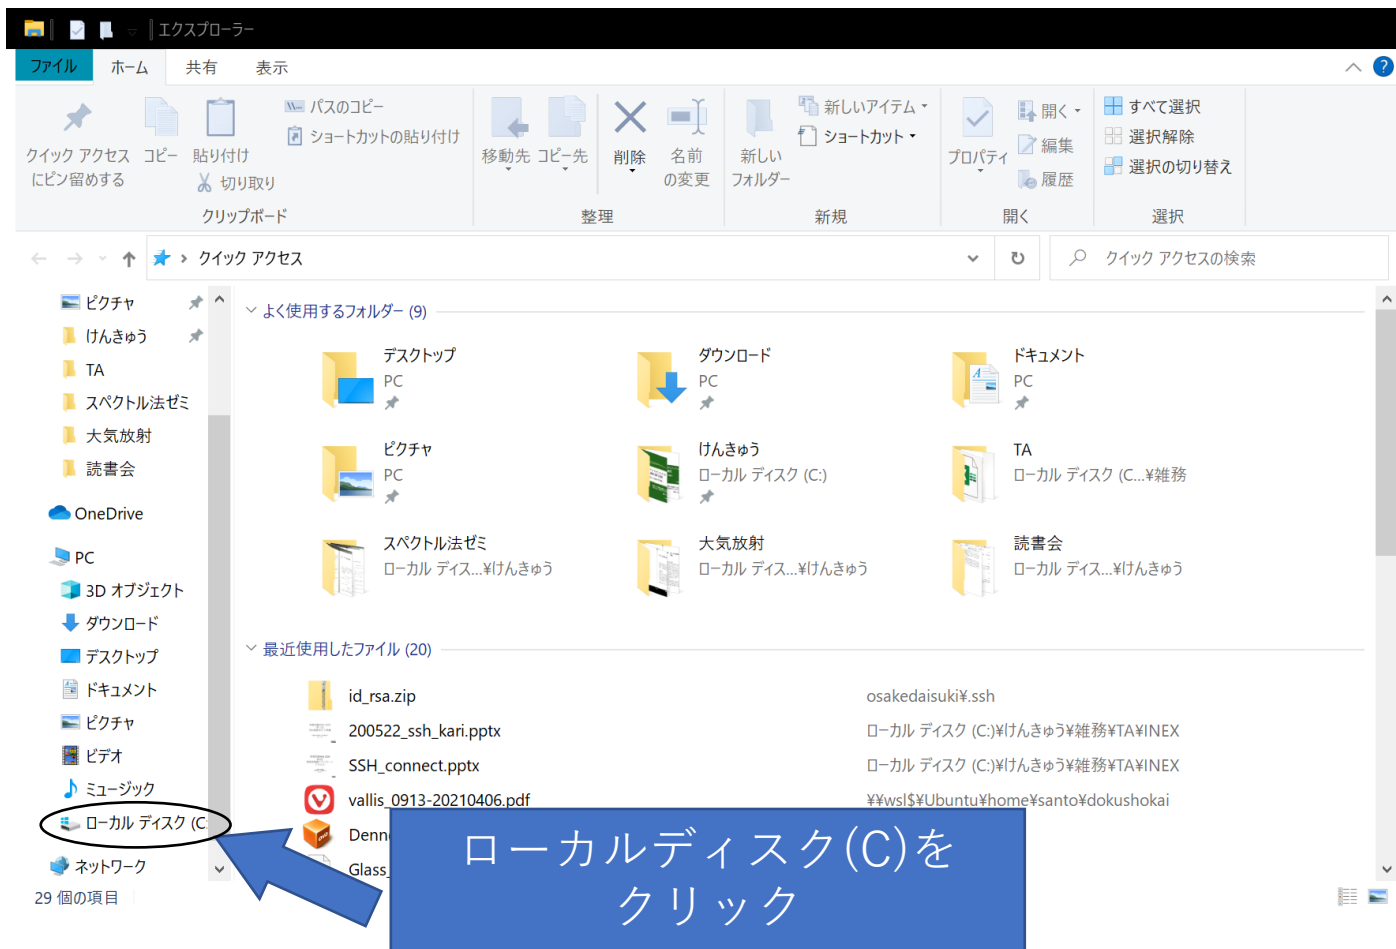 エクスプローラー
ファイル ホーム 共有 表示
クイック アクセス
にピン留めする
コピー
貼り付け
パスのコピー
ショートカットの貼り付け
切り取り
クリップボード
移動先
コピー先
削除
名前
の変更
整理
新しい
フォルダー
新しいアイテム
ショートカット
新規
プロパティ
開く
編集
履歴
開く
すべて選択
選択解除
選択の切り替え
選択
クイック アクセス
クイック アクセスの検索
ピクチャ
けんきゅう
TA
スペクトル法ゼミ
大気放射
読書会
OneDrive
PC
3D オブジェクト
ダウンロード
デスクトップ
ドキュメント
ピクチャ
ビデオ
ミュージック
ローカル ディスク (C:
ネットワーク
29 個の項目
よく使用するフォルダー (9)
デスクトップ
PC
ダウンロード
PC
ドキュメント
PC
ピクチャ
PC
けんきゅう
ローカル ディスク (C:)
TA
ローカル ディスク (C...¥雑務
スペクトル法ゼミ
ローカル ディス...¥けんきゅう
大気放射
ローカル ディス...¥けんきゅう
読書会
ローカル ディス...¥けんきゅう
最近使用したファイル (20)
id_rsa.zip osakedaisuki¥.ssh
200522_ssh_kari.pptx ローカル ディスク (C:)¥けんきゅう¥雑務¥TA¥INEX
SSH_connect.pptx ローカル ディスク (C:)¥けんきゅう¥雑務¥TA¥INEX
vallis_0913-20210406.pdf ¥¥wsl$¥Ubuntu¥home¥santo¥dokushokai
Denn
Glass_
ローカルディスク(C)を
クリック